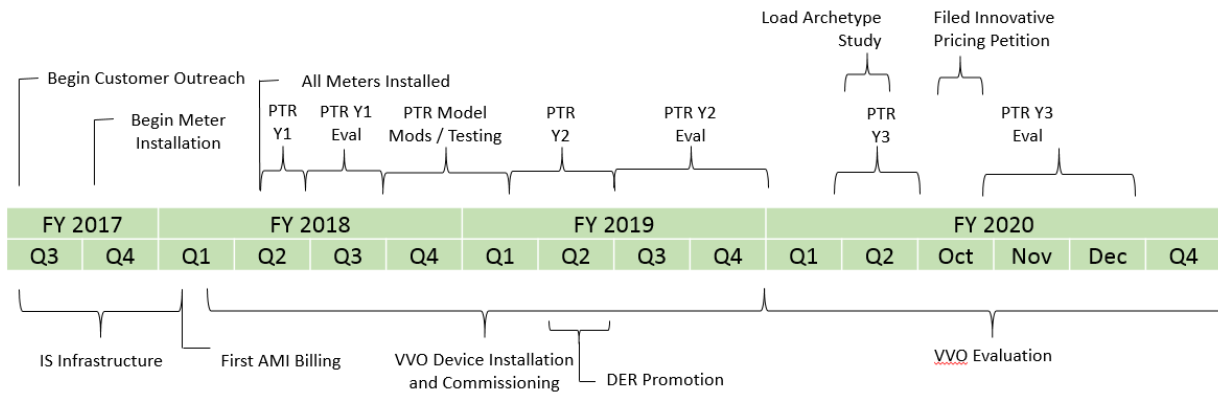 Load Archetype
Study
Filed Innovative
Pricing Petition
Begin Customer Outreach
All Meters Installed
Begin Meter
Installation
PTR
Y1
PTR Y1
Eval
PTR Model
Mods / Testing
PTR
Y2
PTR Y2
Eval
PTR
Y3
PTR Y3
Eval
FY 2017 FY 2018 FY 2019 FY 2020
Q3 Q4 Q1 Q2 Q3 Q4 Q1 Q2 Q3 Q4 Q1 Q2 Oct Nov Dec Q4
IS Infrastructure
First AMI Billing
VVO Device Installation
and Commissioning
DER Promotion
VVO Evaluation